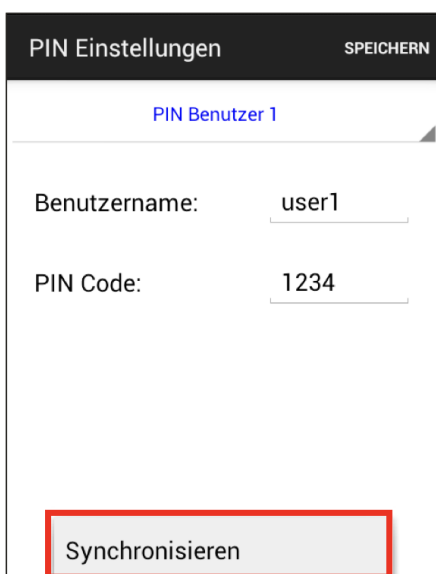 PIN Einstellungen SPEICHERN
PIN Benutzer 1
Benutzername: user1
PIN Code: 1234
Synchronisieren